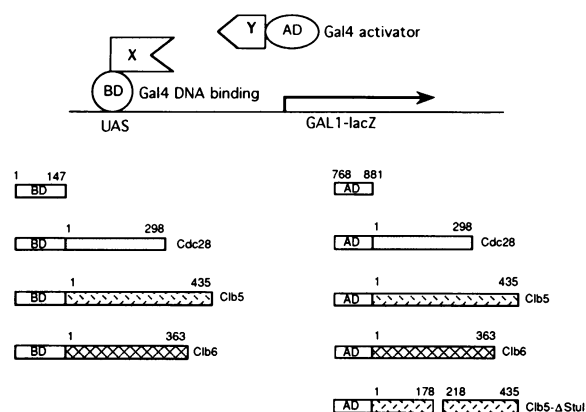 X
Y AD Gal4 activator
BD Gal4 DNA binding
UAS
GAL1-lacZ
1 147
BD
1 298
BD Cdc28
1 435
BD Clb5
1 363
BD Clb6
768 881
AD
1 298
AD Cdc28
1 435
AD Clb5
1 363
AD Clb6
1 178 218 435
AD Clb5-ΔStuI